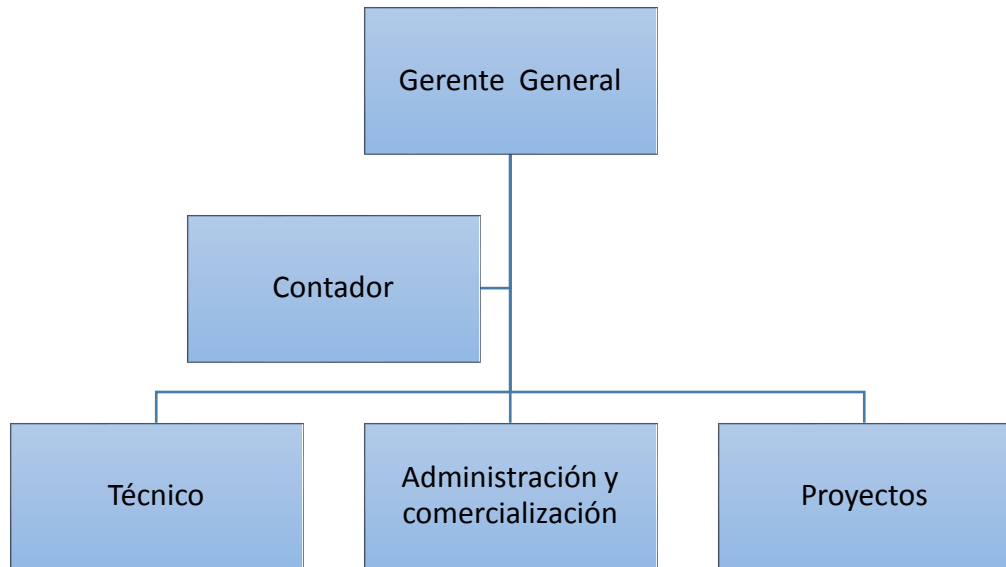 Gerente General
Contador
Técnico
Administración y
comercialización
Proyectos